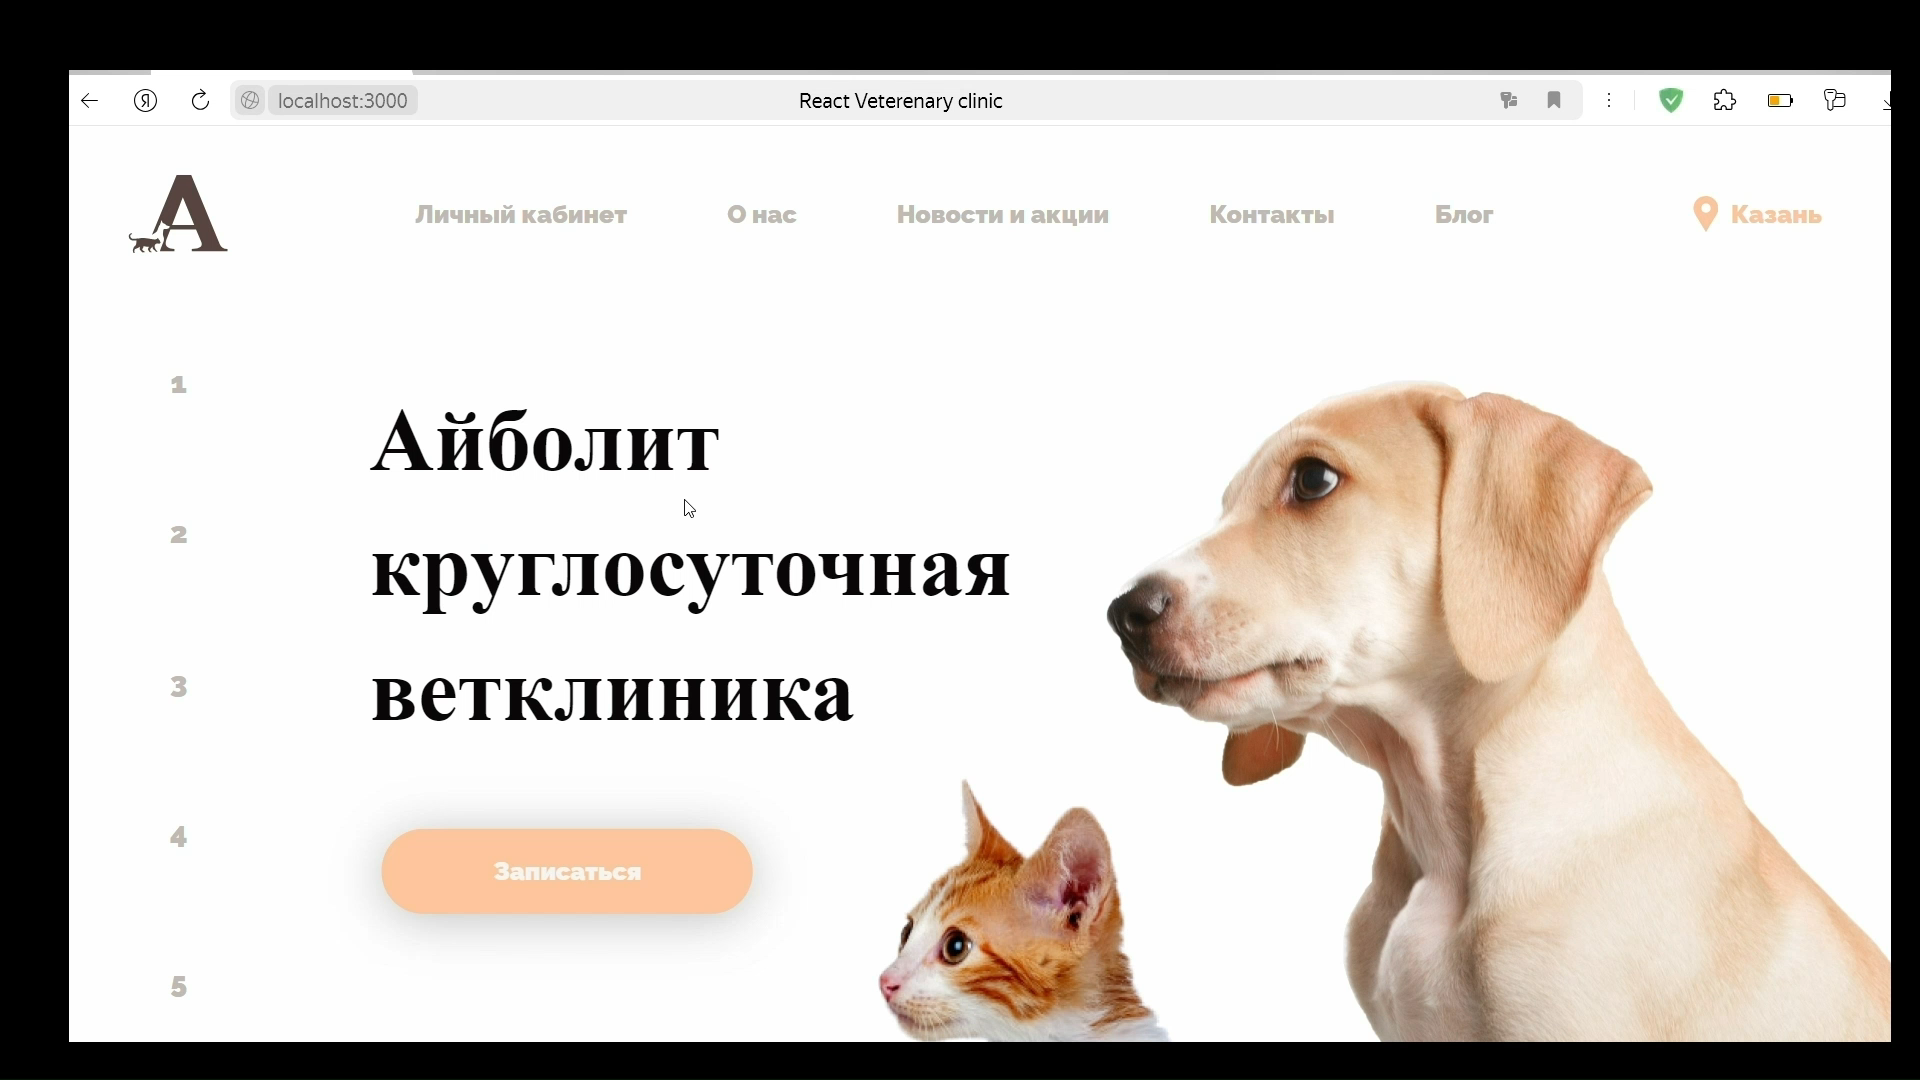 localhost:3000
React Veterenary clinic
А
Личный кабинет
О нас
Новости и акции
Контакты
Блог
Казань
1
Айболит
2
круглосуточная
3
ветклиника
4
Записаться
5